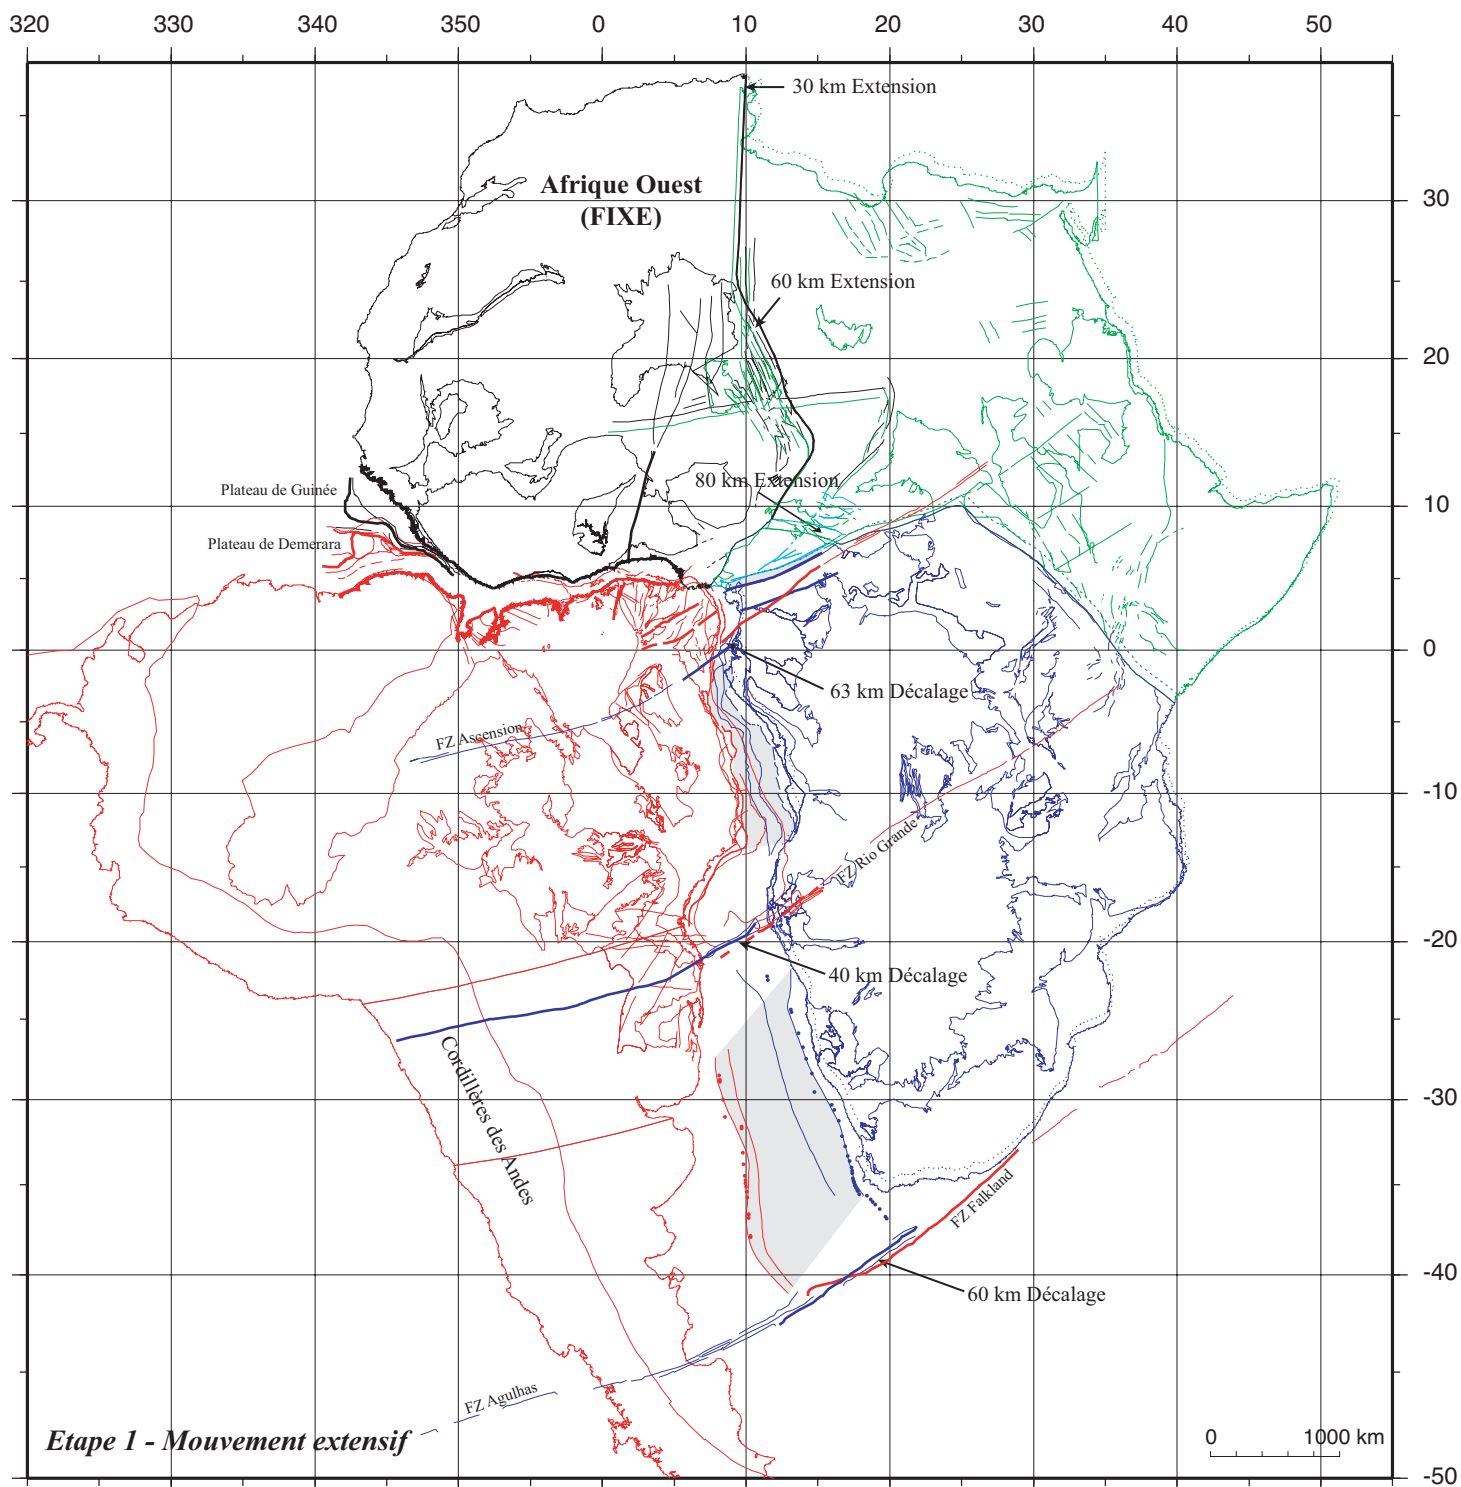 320 330 340 350 0 10 20 30 40 50
30 km Extension
Afrique Ouest
(FIXE)
30
60 km Extension
20
80 km Extension
Plateau de Guinée
10
Plateau de Demerara
0
63 km Décalage
FZ Ascension
-10
FZ Rio Grande
-20
40 km Décalage
Cordillères des Andes
-30
FZ Falkland
-40
60 km Décalage
FZ Agulhas
Etape 1 - Mouvement extensif
0 1000 km
-50